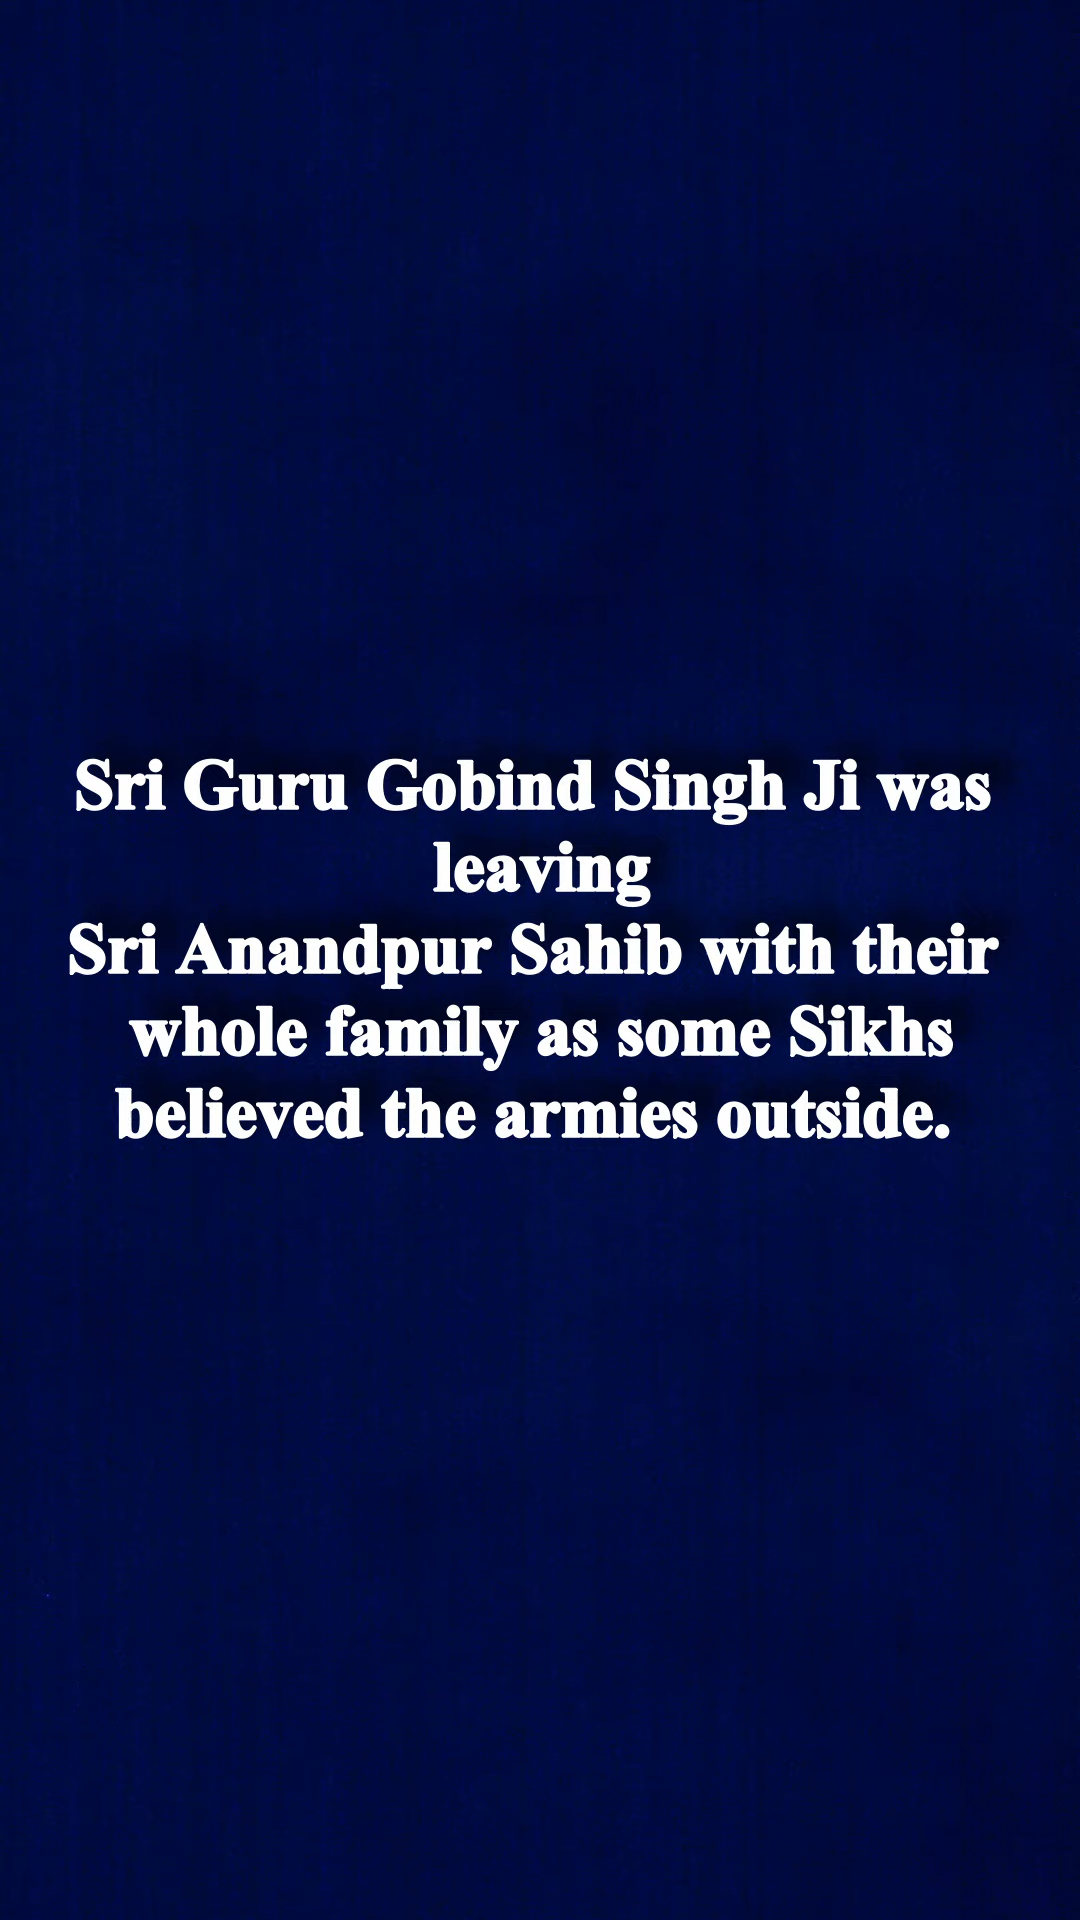 Sri Guru Gobind Singh Ji was
leaving
Sri Anandpur Sahib with their
whole family as some Sikhs
believed the armies outside.